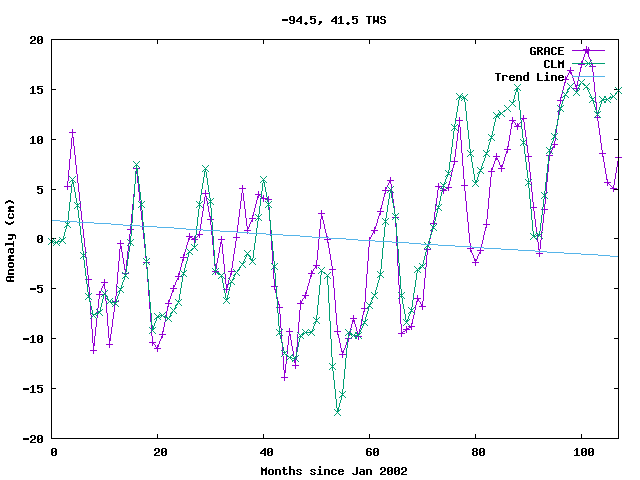 -94.5, 41.5 TWS
GRACE
CLM
Trend Line
Anomaly (cm)
20
15
10
5
0
-5
-10
-15
-20
0 20 40 60 80 100
Months since Jan 2002